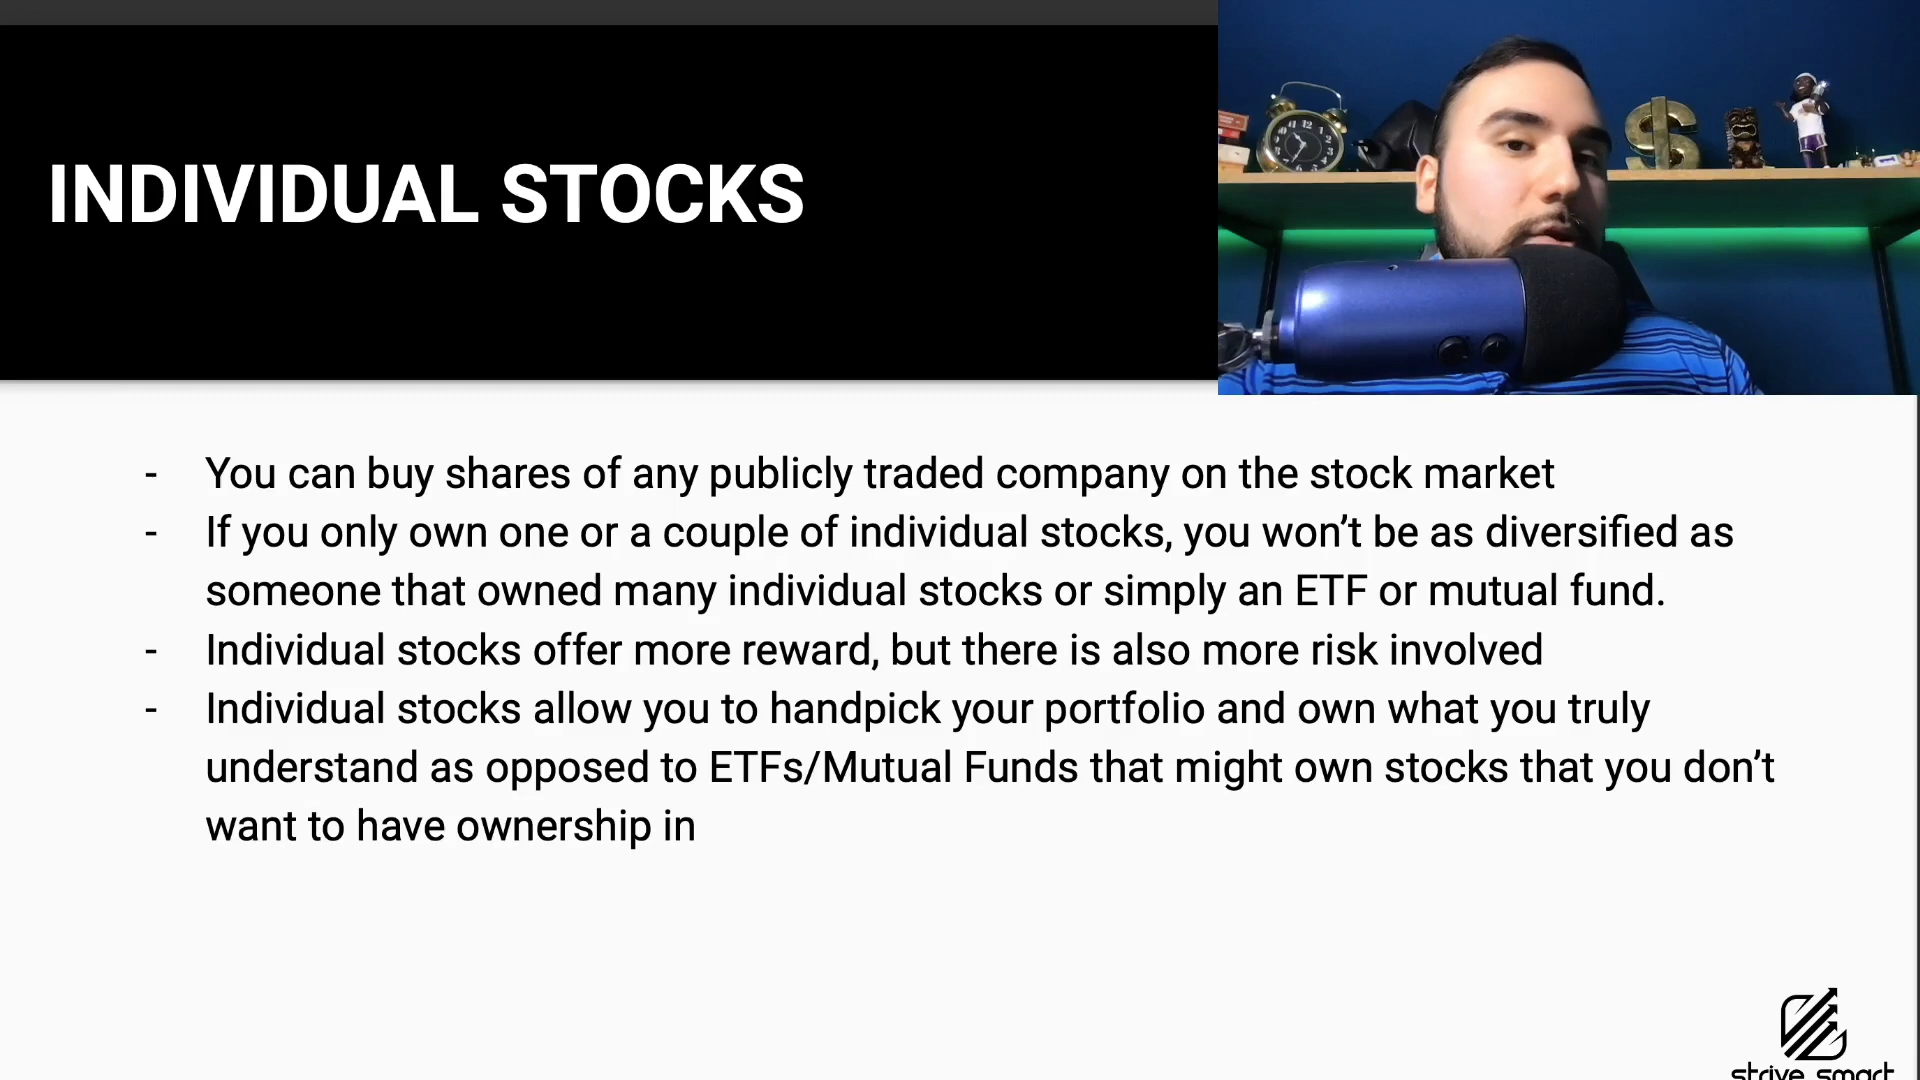 INDIVIDUAL STOCKS
- You can buy shares of any publicly traded company on the stock market
- If you only own one or a couple of individual stocks, you won’t be as diversified as
someone that owned many individual stocks or simply an ETF or mutual fund.
- Individual stocks offer more reward, but there is also more risk involved
- Individual stocks allow you to handpick your portfolio and own what you truly
understand as opposed to ETFs/Mutual Funds that might own stocks that you don’t
want to have ownership in
strive smart